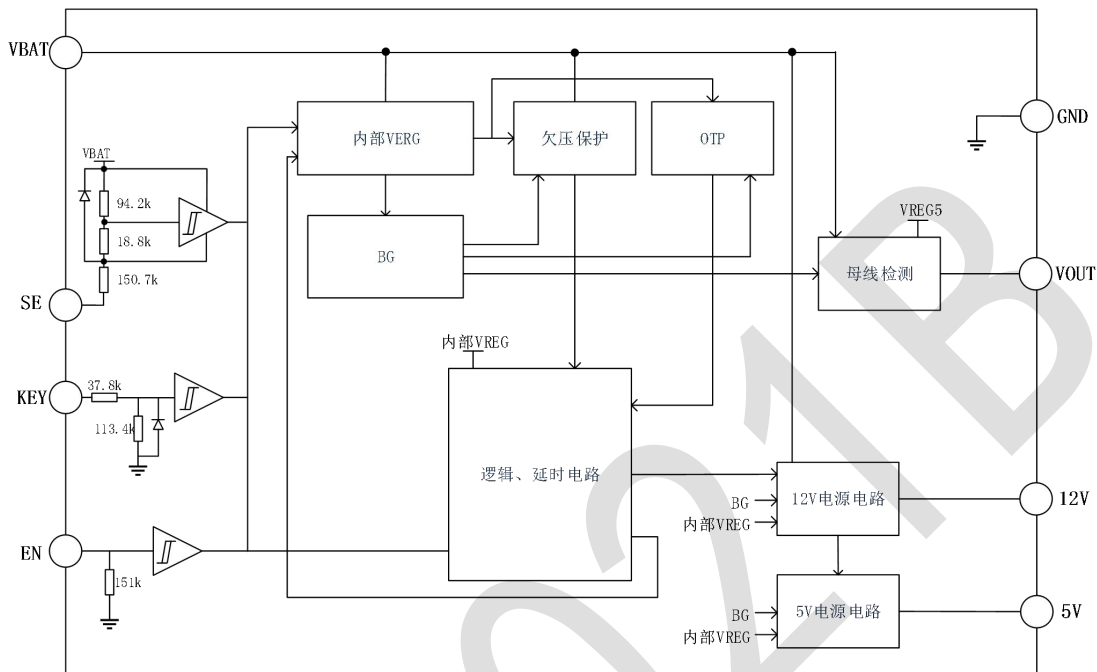 VBAT
内部VERG
欠压保护
OTP
GND
VBAT
94.2k
18.8k
150.7k
BG
VREG5
母线检测
VOUT
SE
内部VREG
KEY
37.8k
113.4k
逻辑、延时电路
12V电源电路
12V
BG
内部VREG
EN
151k
5V电源电路
5V
BG
内部VREG
021B